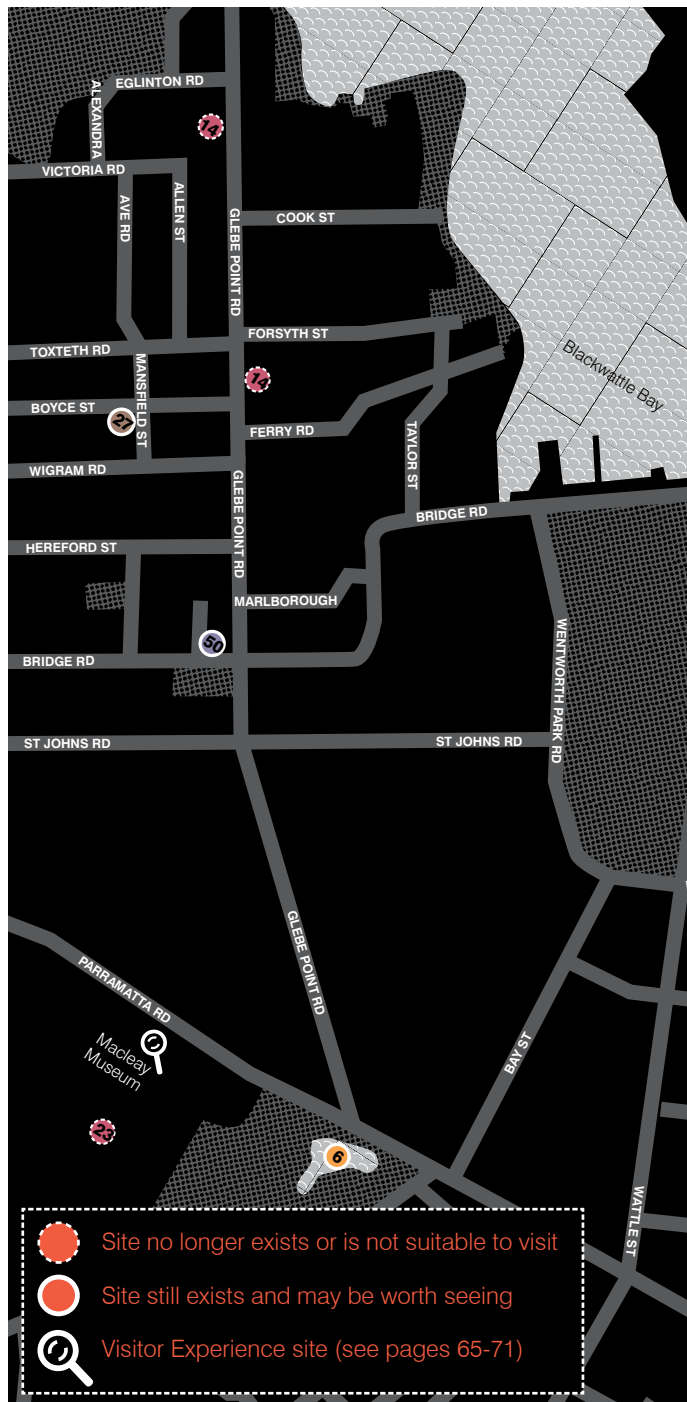 EGLINTON RD
ALEXANDRA
14
VICTORIA RD
AVE RD
ALLEN ST
GLEBE POINT RD
COOK ST
FORSYTH ST
TOXTETH RD
Blackwattle Bay
MANSFIELD ST
14
BOYCE ST
27
FERRY RD
TAYLOR ST
WIGRAM RD
GLEBE POINT RD
BRIDGE RD
HEREFORD ST
MARLBOROUGH
50
BRIDGE RD
WENTWORTH PARK RD
ST JOHNS RD
ST JOHNS RD
GLEBE POINT RD
PARRAMATTA RD
Macleay
Museum
BAY ST
23
6
WATTLE ST
Site no longer exists or is not suitable to visit
Site still exists and may be worth seeing
Visitor Experience site (see pages 65-71)